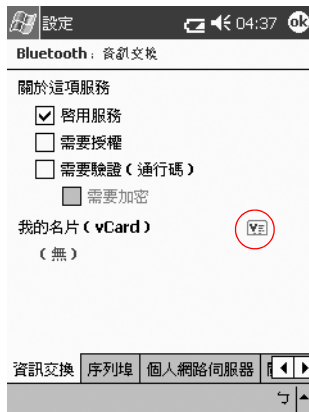 設定 04:37 ok
Bluetooth：資訊交換
關於這項服務
啓用服務
需要授權
需要驗證（通行碼）
需要加密
我的名片（vCard）
（無）
資訊交換 序列埠 個人網路伺服器
ㄅ